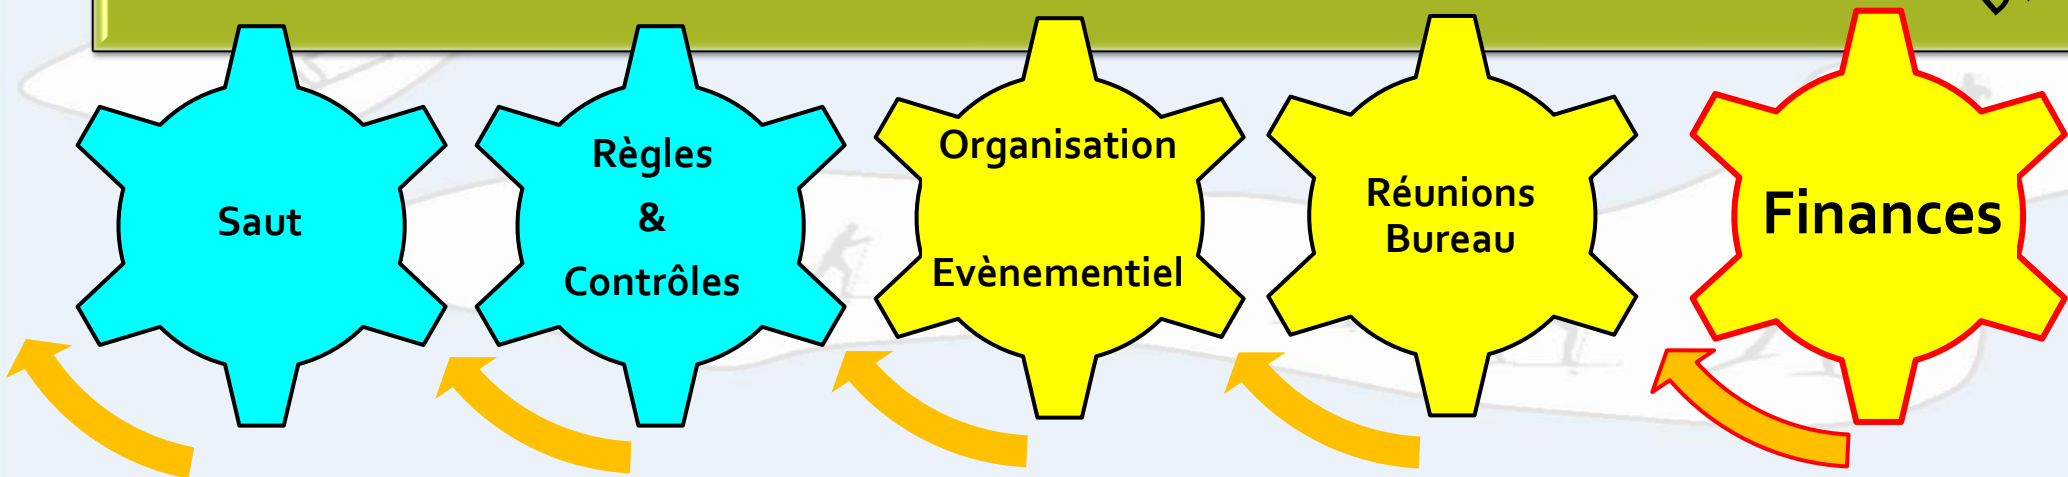 Saut
Règles
&
Contrôles
Organisation
Evènementiel
Réunions
Bureau
Finances